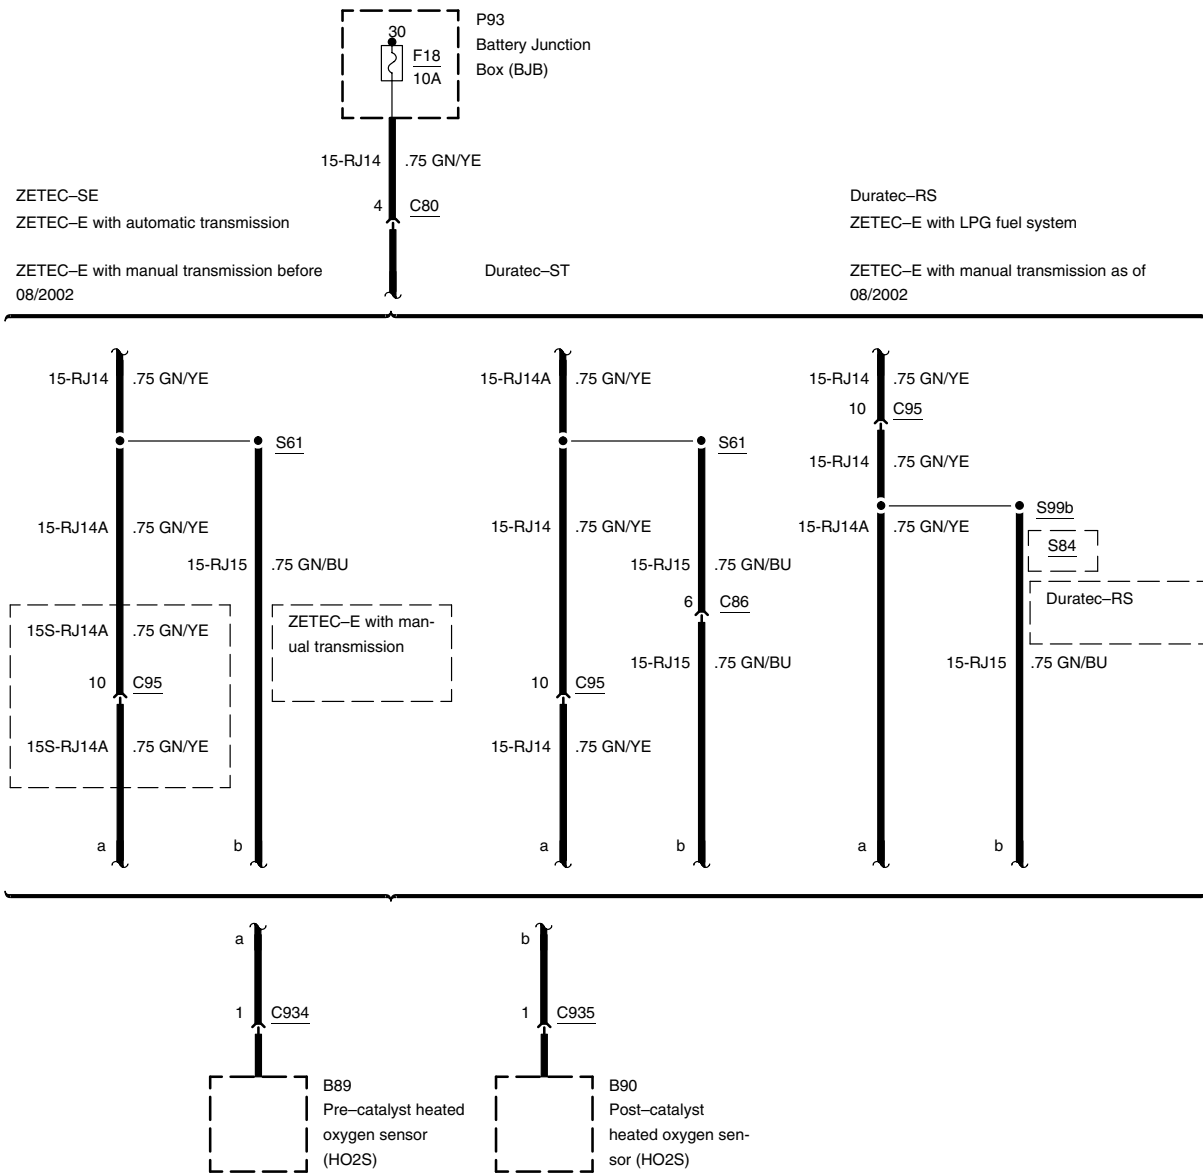 P93
Battery Junction
Box (BJB)
30
F18
10A
15-RJ14 .75 GN/YE
4 C80
ZETEC–SE
ZETEC–E with automatic transmission
ZETEC–E with manual transmission before
08/2002
Duratec–ST
Duratec–RS
ZETEC–E with LPG fuel system
ZETEC–E with manual transmission as of
08/2002
15-RJ14 .75 GN/YE
S61
15-RJ14A .75 GN/YE
15-RJ15 .75 GN/BU
15S-RJ14A .75 GN/YE
10 C95
15S-RJ14A .75 GN/YE
ZETEC–E with man-
ual transmission
a
b
15-RJ14A .75 GN/YE
S61
15-RJ14 .75 GN/YE
15-RJ15 .75 GN/BU
6 C86
15-RJ15 .75 GN/BU
10 C95
15-RJ14 .75 GN/YE
a
b
15-RJ14 .75 GN/YE
10 C95
15-RJ14 .75 GN/YE
S99b
15-RJ14A .75 GN/YE
S84
Duratec–RS
15-RJ15 .75 GN/BU
a
b
a
1 C934
B89
Pre–catalyst heated
oxygen sensor
(HO2S)
b
1 C935
B90
Post–catalyst
heated oxygen sen-
sor (HO2S)